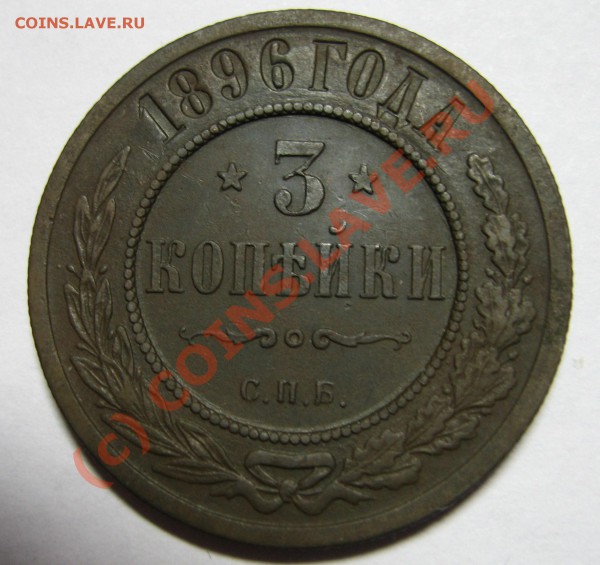 COINS.LAVE.RU
1896 ГОДА
3
КОПѢЙКИ
С.П.Б.
(c) COINS.LAVE.RU